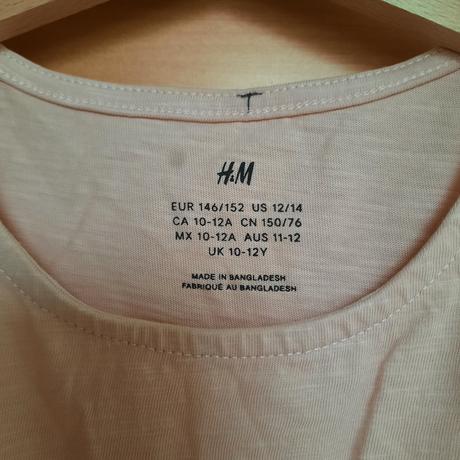 T
H&M
EUR 146/152 US 12/14
CA 10-12A CN 150/76
MX 10-12A AUS 11-12
UK 10-12Y
MADE IN BANGLADESH
FABRIQUÉ AU BANGLADESH